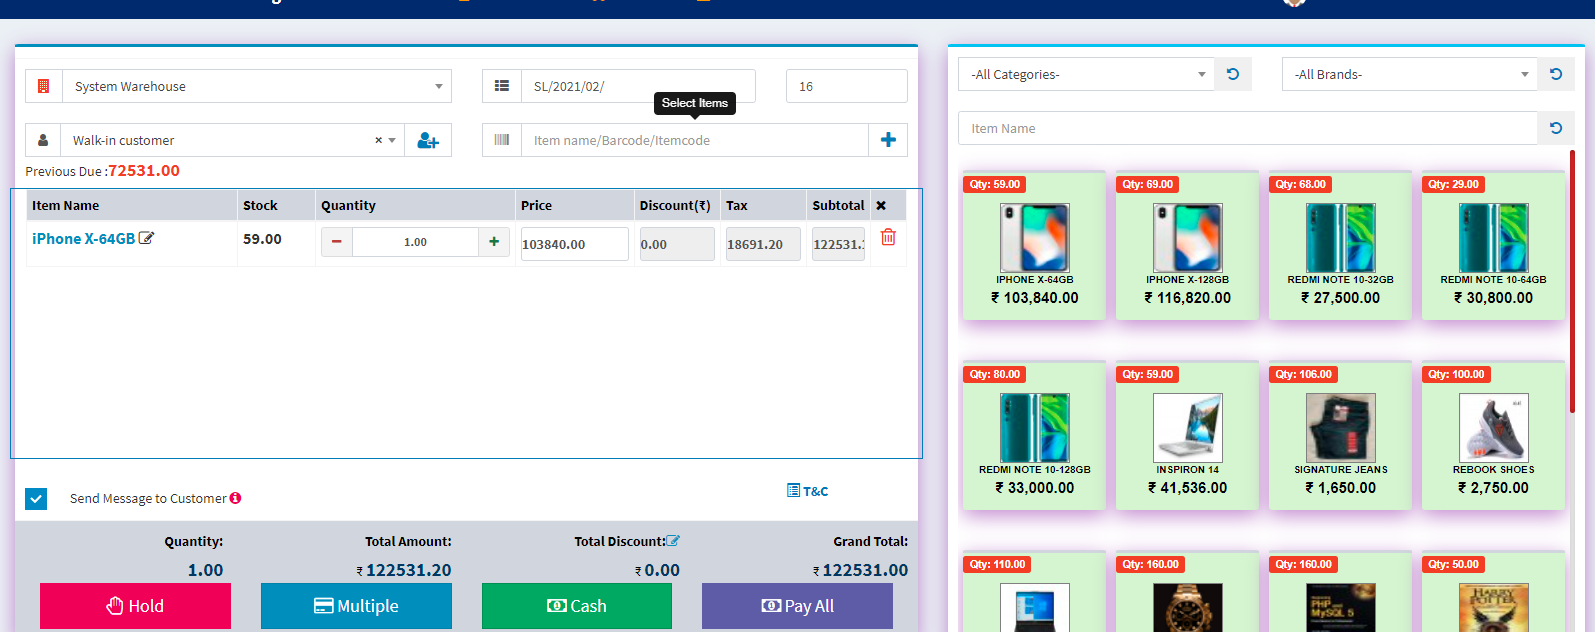 System Warehouse
SL/2021/02/
16
Select Items
Walk-in customer
×
Item name/Barcode/Itemcode
Previous Due :72531.00
Item Name Stock Quantity Price Discount(₹) Tax Subtotal
iPhone X-64GB 59.00 1.00 103840.00 0.00 18691.20 122531.
Send Message to Customer
T&C
Quantity: Total Amount: Total Discount: Grand Total:
1.00 ₹ 122531.20 ₹ 0.00 ₹ 122531.00
Hold Multiple Cash Pay All
-All Categories- -All Brands-
Item Name
Qty: 59.00 Qty: 69.00 Qty: 68.00 Qty: 29.00
IPHONE X-64GB IPHONE X-128GB REDMI NOTE 10-32GB REDMI NOTE 10-64GB
₹ 103,840.00 ₹ 116,820.00 ₹ 27,500.00 ₹ 30,800.00
Qty: 80.00 Qty: 59.00 Qty: 106.00 Qty: 100.00
REDMI NOTE 10-128GB INSPIRON 14 SIGNATURE JEANS REBOOK SHOES
₹ 33,000.00 ₹ 41,536.00 ₹ 1,650.00 ₹ 2,750.00
Qty: 110.00 Qty: 160.00 Qty: 160.00 Qty: 50.00
PHP and
MySQL 5
HARRY
POTTER